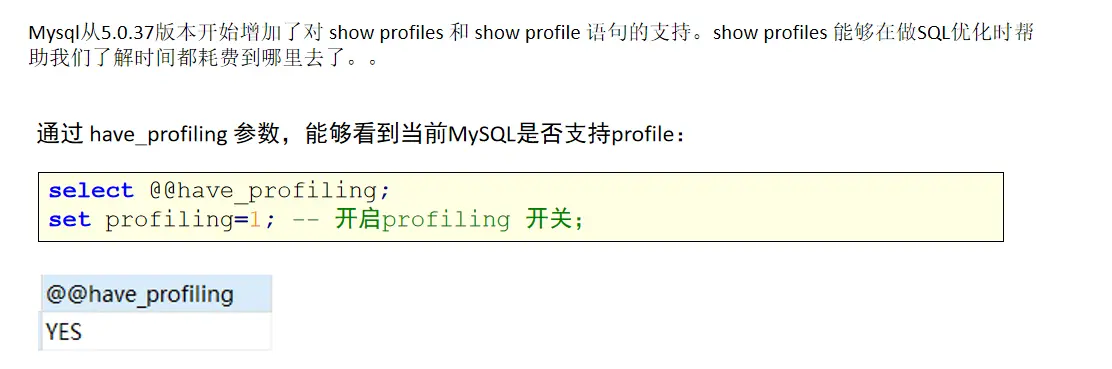 Mysql从5.0.37版本开始增加了对 show profiles 和 show profile 语句的支持。show profiles 能够在做SQL优化时帮
助我们了解时间都耗费到哪里去了。。
通过 have_profiling 参数，能够看到当前MySQL是否支持profile：
select @@have_profiling;
set profiling=1; -- 开启profiling 开关；
@@have_profiling
YES